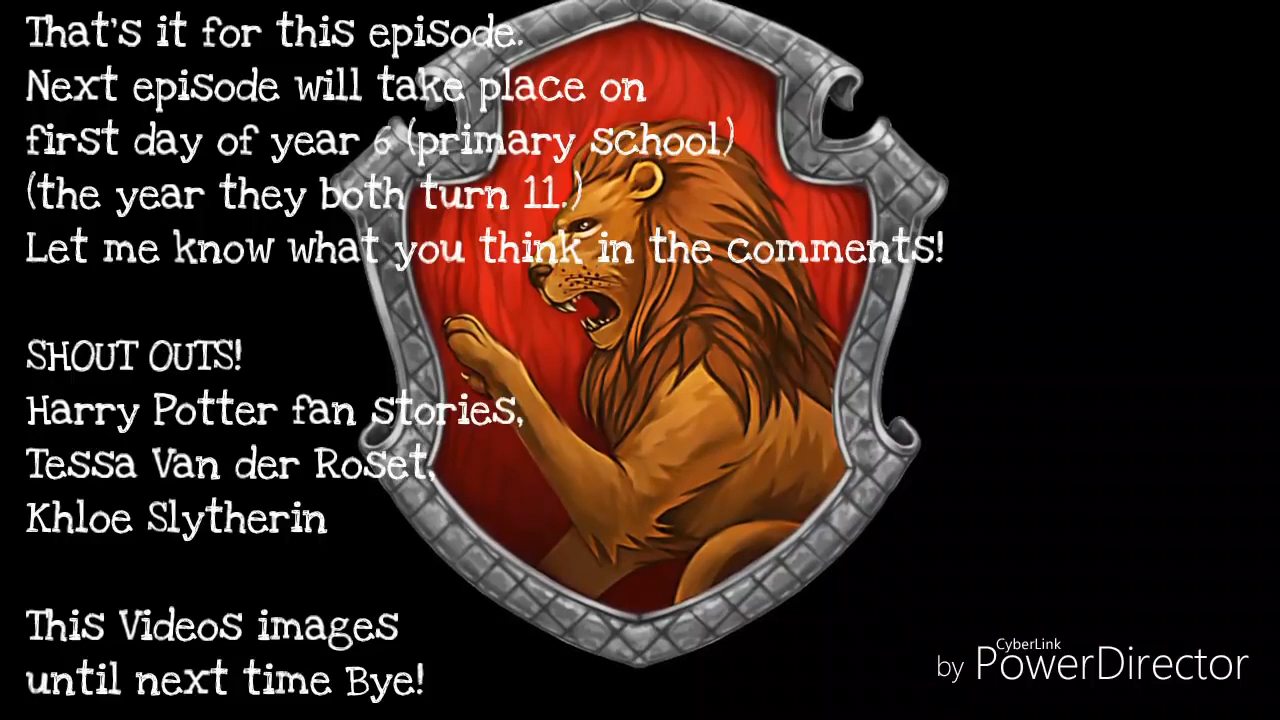 That's it for this episode.
Next episode will take place on
first day of year 6 (primary school)
(the year they both turn 11.)
Let me know what you think in the comments!
SHOUT OUTS!
Harry Potter fan stories,
Tessa Van der Roset,
Khloe Slytherin
This Videos images
until next time Bye!
CyberLink
by PowerDirector